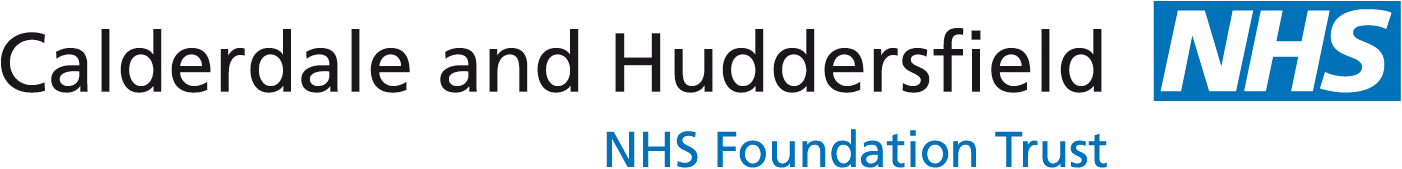 Calderdale and Huddersfield NHS
NHS Foundation Trust